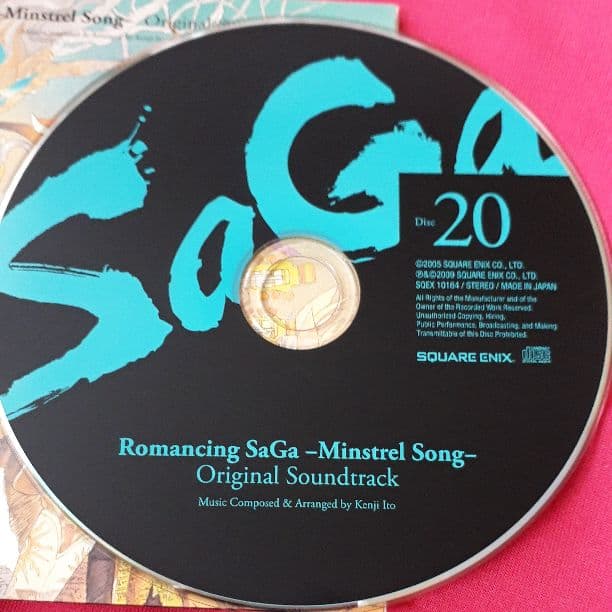 Minstrel Song– Original
SaGa
Disc 20
©2005 SQUARE ENIX CO., LTD.
℗&©2009 SQUARE ENIX CO., LTD.
SQEX 10164 / STEREO / MADE IN JAPAN
All Rights of the Manufacturer and of the
Owner of the Recorded Work Reserved.
Unauthorized Copying, Hiring,
Public Performance, Broadcasting, and Making
Transmittable of this Disc Prohibited.
SQUARE ENIX.
Romancing SaGa –Minstrel Song–
Original Soundtrack
Music Composed & Arranged by Kenji Ito